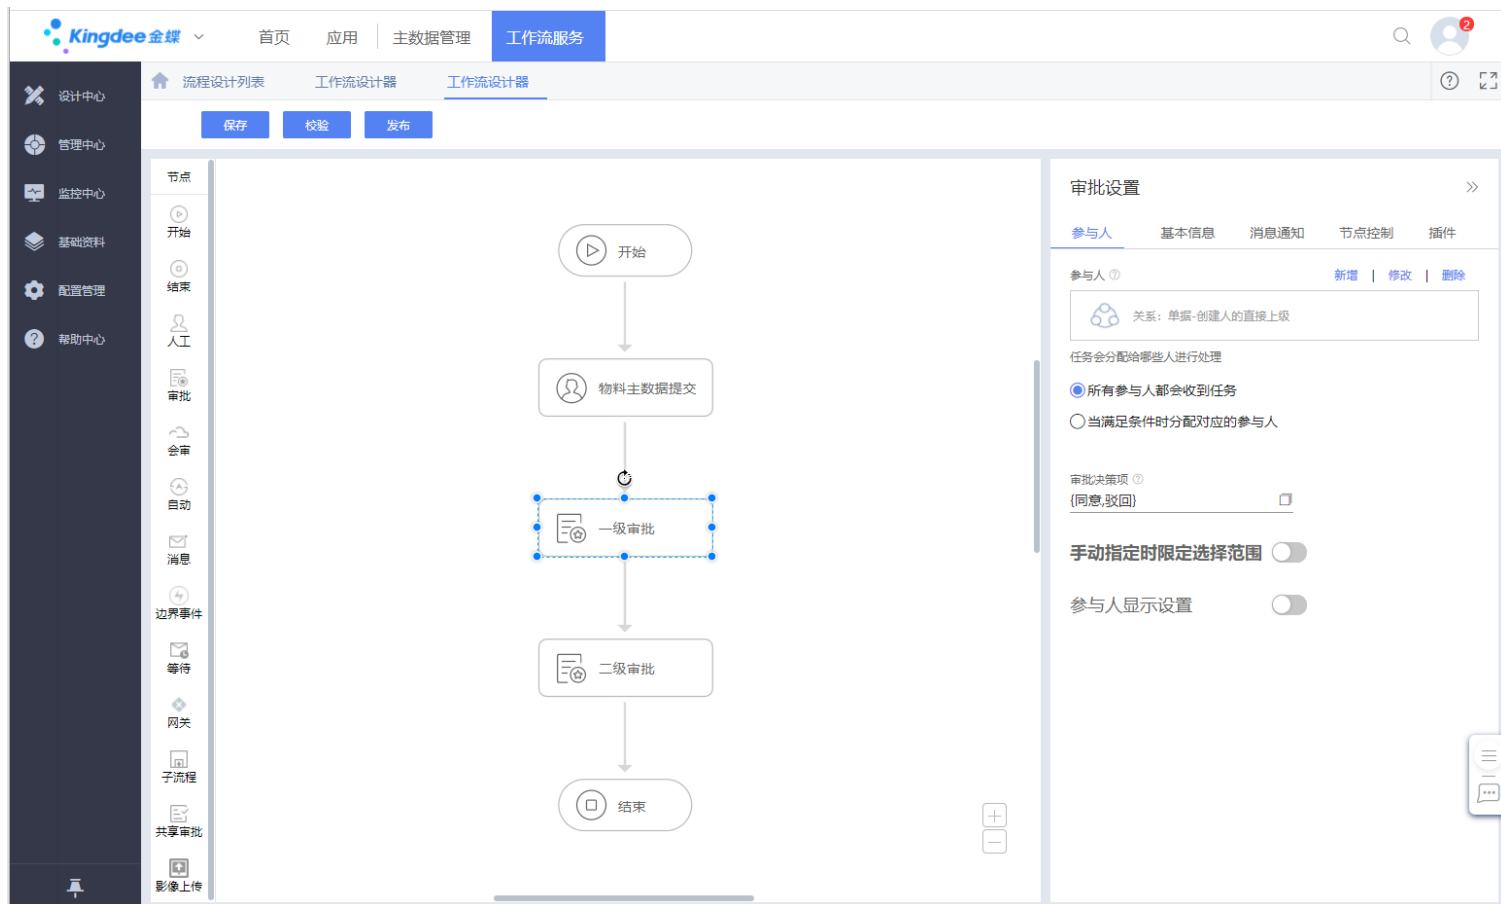 Kingdee 金蝶
首页
应用
主数据管理
工作流服务
2
流程设计列表
工作流设计器
工作流设计器
设计中心
管理中心
监控中心
基础资料
配置管理
帮助中心
保存
校验
发布
节点
开始
结束
人工
审批
会审
自动
消息
边界事件
等待
网关
子流程
共享审批
影像上传
开始
物料主数据提交
一级审批
二级审批
结束
审批设置
参与人
基本信息
消息通知
节点控制
插件
参与人
新增 | 修改 | 删除
关系：单据-创建人的直接上级
任务会分配给哪些人进行处理
所有参与人都会收到任务
当满足条件时分配对应的参与人
审批决策项
{同意,驳回}
手动指定时限定选择范围
参与人显示设置